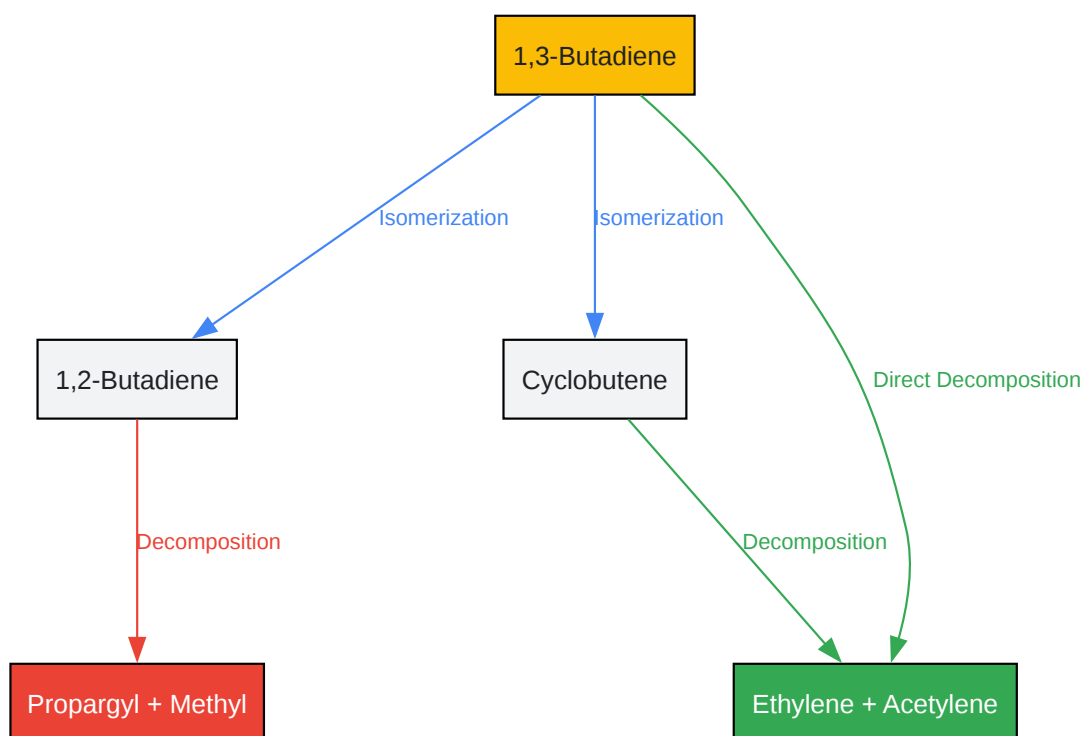 1,3-Butadiene
Isomerization
Isomerization
1,2-Butadiene
Cyclobutene
Direct Decomposition
Decomposition
Decomposition
Propargyl + Methyl
Ethylene + Acetylene